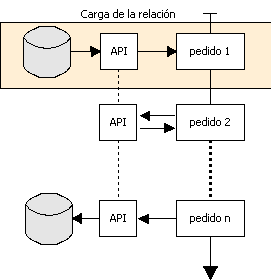 Carga de la relación
API
pedido 1
API
pedido 2
API
pedido n